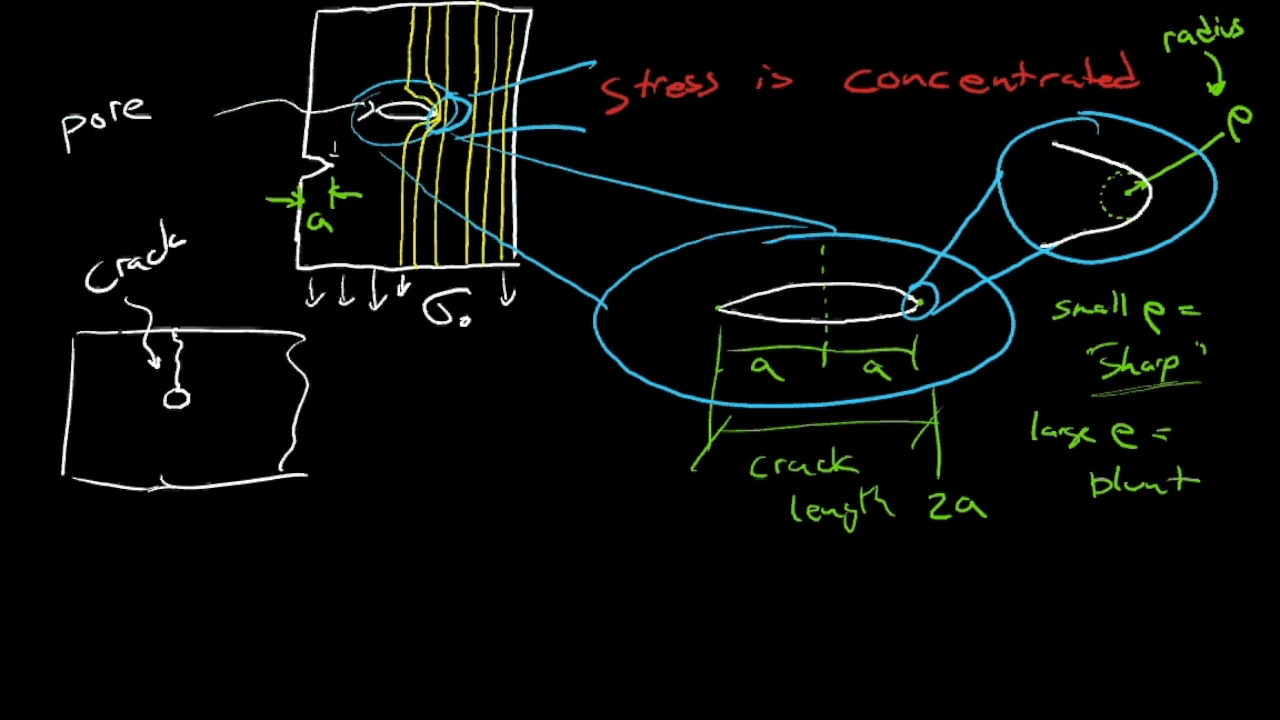 radius
stress is concentrated
pore
ρ
a
crack
σ₀
small ρ =
"sharp"
a a
large ρ =
blunt
crack
length 2a